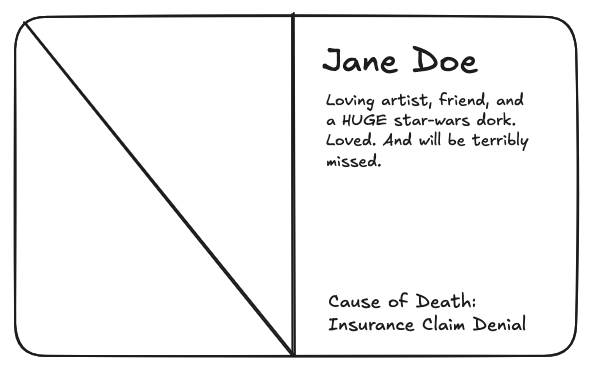 Jane Doe
Loving artist, friend, and
a HUGE star-wars dork.
Loved. And will be terribly
missed.
Cause of Death:
Insurance Claim Denial